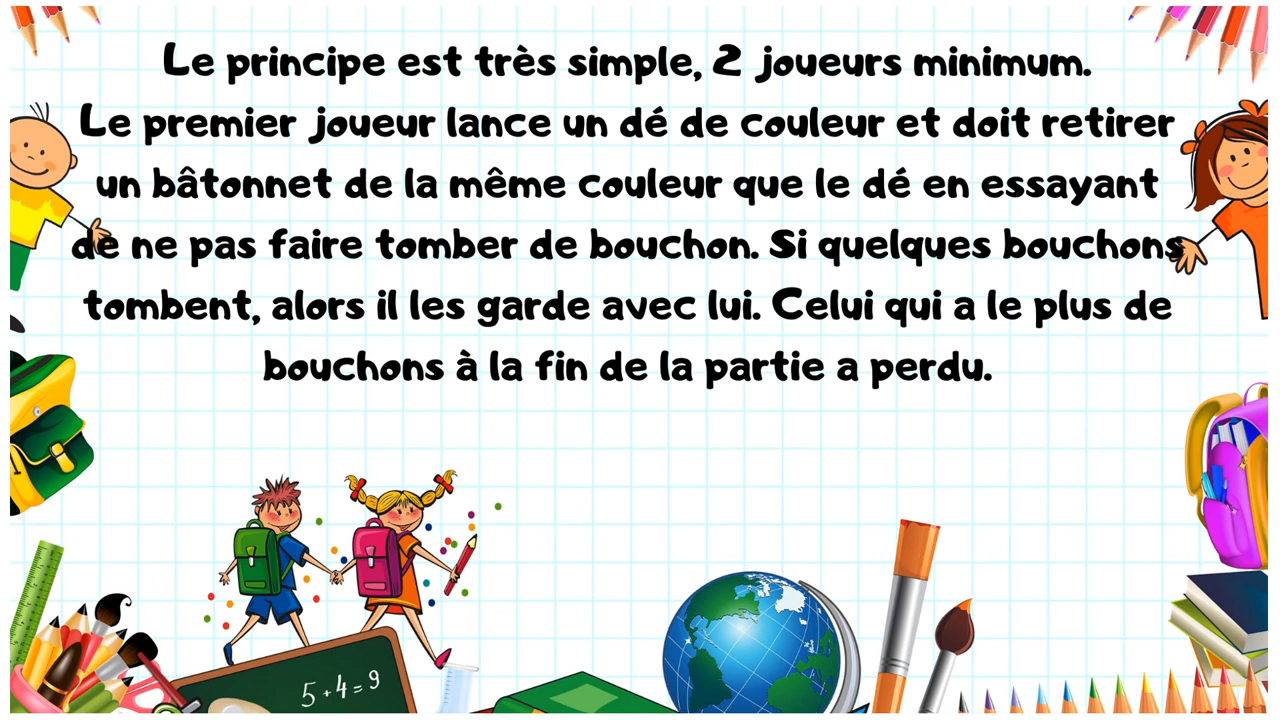 Le principe est très simple, 2 joueurs minimum.
Le premier joueur lance un dé de couleur et doit retirer
un bâtonnet de la même couleur que le dé en essayant
de ne pas faire tomber de bouchon. Si quelques bouchons
tombent, alors il les garde avec lui. Celui qui a le plus de
bouchons à la fin de la partie a perdu.
5+4=9